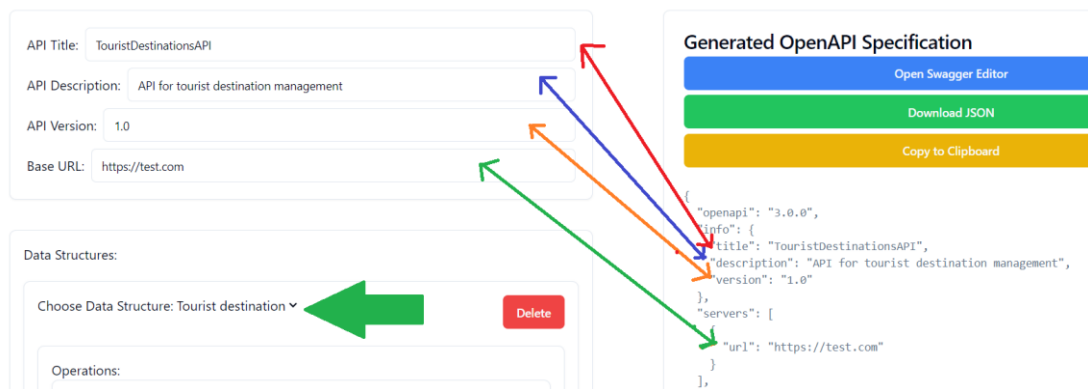 API Title: TouristDestinationsAPI
API Description: API for tourist destination management
API Version: 1.0
Base URL: https://test.com
Data Structures:
Choose Data Structure: Tourist destination
Delete
Operations:
Generated OpenAPI Specification
Open Swagger Editor
Download JSON
Copy to Clipboard
{
"openapi": "3.0.0",
"info": {
"title": "TouristDestinationsAPI",
"description": "API for tourist destination management",
"version": "1.0"
},
"servers": [
{
"url": "https://test.com"
}
],